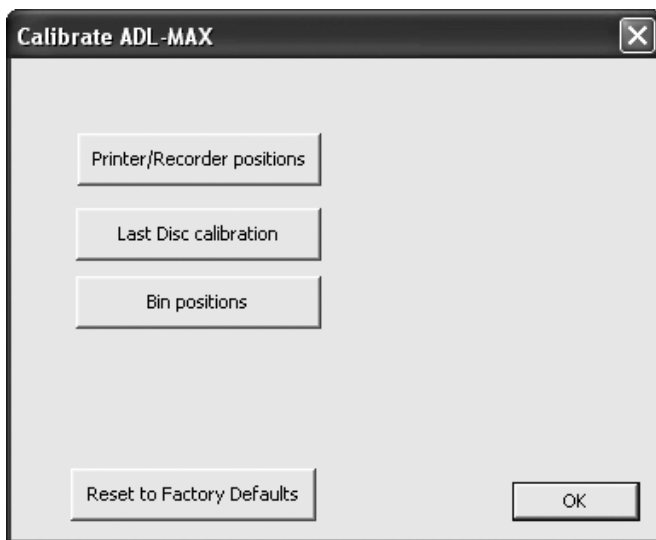 Calibrate ADL-MAX
Printer/Recorder positions
Last Disc calibration
Bin positions
Reset to Factory Defaults
OK